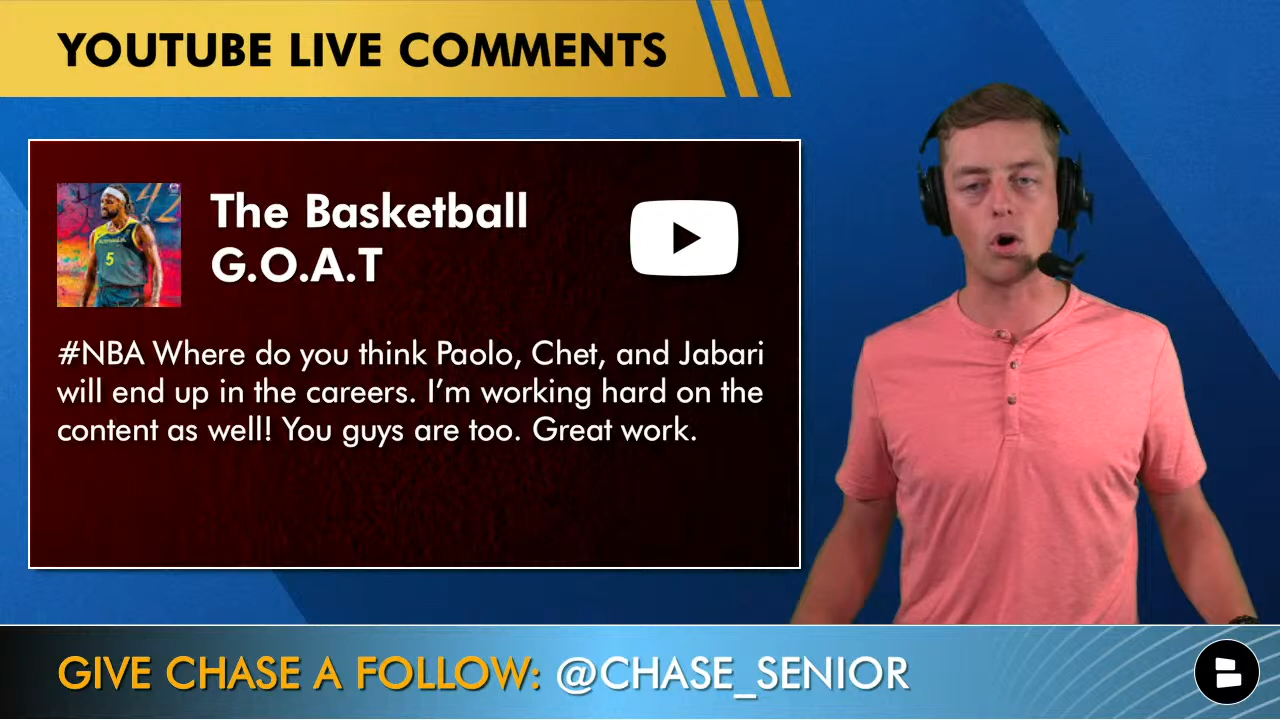 YOUTUBE LIVE COMMENTS
The Basketball
G.O.A.T
#NBA Where do you think Paolo, Chet, and Jabari
will end up in the careers. I'm working hard on the
content as well! You guys are too. Great work.
5
GIVE CHASE A FOLLOW: @CHASE_SENIOR